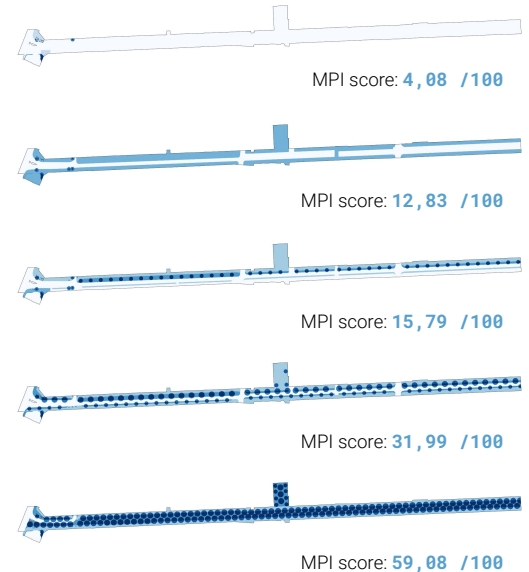 MPI score: 4,08 /100
MPI score: 12,83 /100
MPI score: 15,79 /100
MPI score: 31,99 /100
MPI score: 59,08 /100